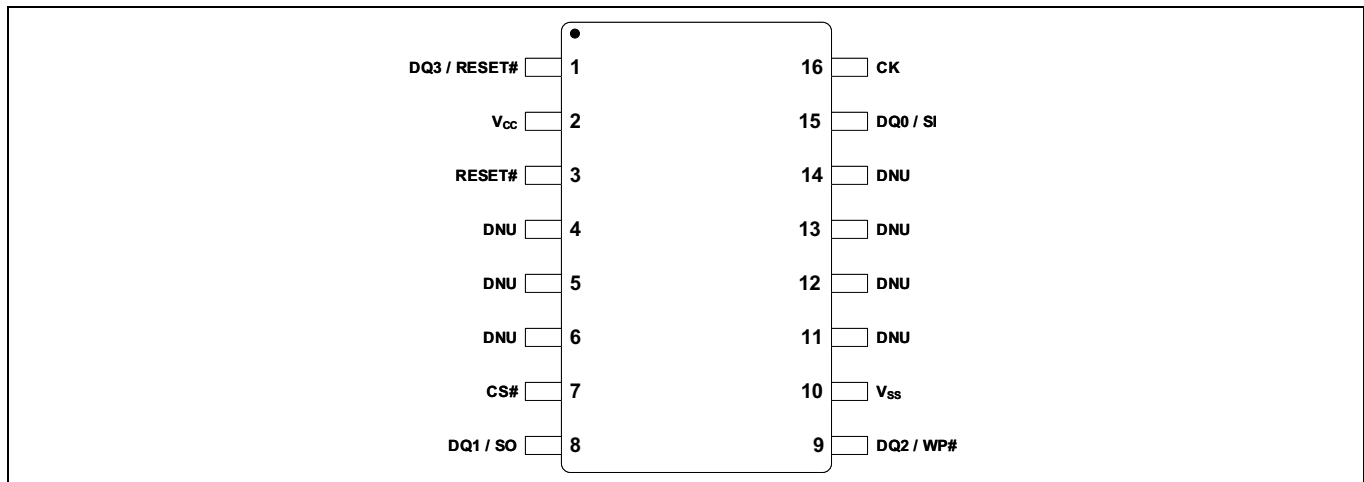 DQ3 / RESET# 1 16 CK
VCC 2 15 DQ0 / SI
RESET# 3 14 DNU
DNU 4 13 DNU
DNU 5 12 DNU
DNU 6 11 DNU
CS# 7 10 VSS
DQ1 / SO 8 9 DQ2 / WP#